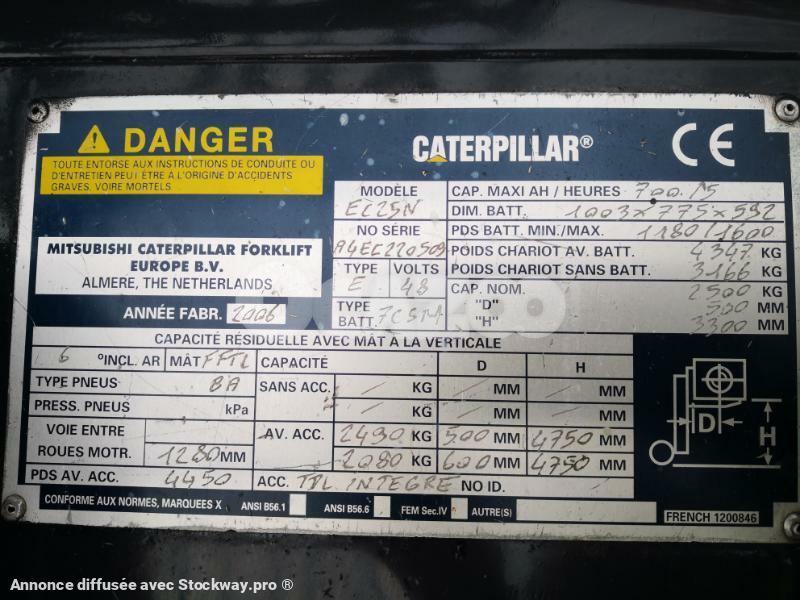 DANGER
TOUTE ENTORSE AUX INSTRUCTIONS DE CONDUITE OU
D'ENTRETIEN PEUT ÊTRE A L'ORIGINE D'ACCIDENTS
GRAVES, VOIRE MORTELS.
CATERPILLAR® CE
MITSUBISHI CATERPILLAR FORKLIFT
EUROPE B.V.
ALMERE, THE NETHERLANDS
ANNÉE FABR. 2006
MODÈLE
EC25N
NO SÉRIE
A4EC220509
TYPE VOLTS
E 48
TYPE
BATT.
CAP. MAXI AH / HEURES 700/5
DIM. BATT. 1003x775x592
PDS BATT. MIN./MAX. 1180/1600
POIDS CHARIOT AV. BATT. 4347 KG
POIDS CHARIOT SANS BATT. 3166 KG
CAP. NOM. 2500 KG
"D" 500 MM
"H" 3300 MM
CAPACITÉ RÉSIDUELLE AVEC MÂT A LA VERTICALE
6 °INCL. AR MÂT FFTL CAPACITÉ D H
TYPE PNEUS BA SANS ACC. / KG / MM / MM
PRESS. PNEUS kPa / KG / MM / MM
VOIE ENTRE AV. ACC. 2490 KG 500 MM 4750 MM
ROUES MOTR. 1280 MM 2080 KG 600 MM 4750 MM
PDS AV. ACC. 4450 ACC. TDL INTEGRE NO ID.
CONFORME AUX NORMES, MARQUEES X ANSI B56.1 ANSI B56.6 FEM Sec.IV AUTRE(S)
FRENCH 1200846
D
H
Annonce diffusée avec Stockway.pro ®